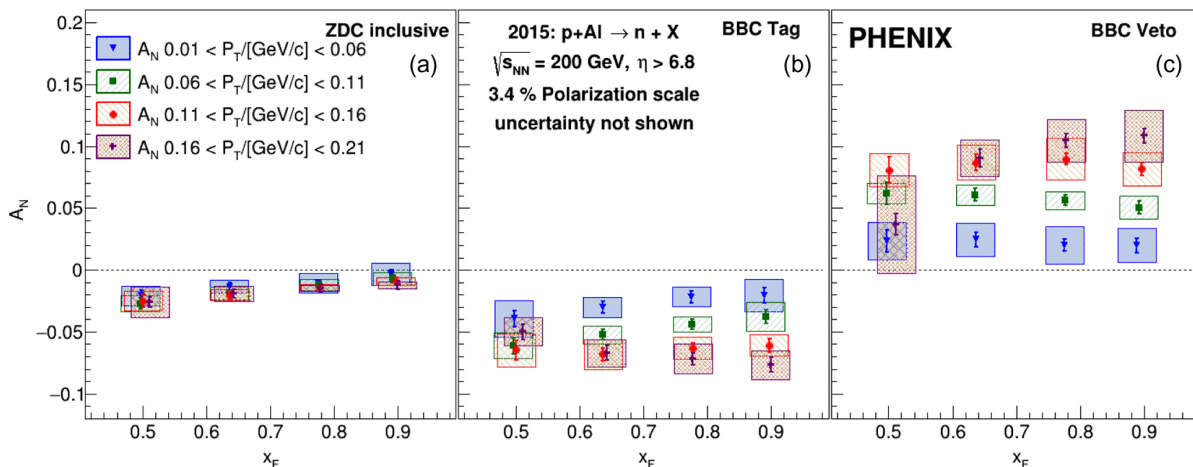 ZDC inclusive
(a)
A_N 0.01 < P_T/[GeV/c] < 0.06
A_N 0.06 < P_T/[GeV/c] < 0.11
A_N 0.11 < P_T/[GeV/c] < 0.16
A_N 0.16 < P_T/[GeV/c] < 0.21
2015: p+Al → n + X
BBC Tag
√s_NN = 200 GeV, η > 6.8
(b)
3.4 % Polarization scale
uncertainty not shown
PHENIX
BBC Veto
(c)
A_N
0.2
0.15
0.1
0.05
0
−0.05
−0.1
0.5 0.6 0.7 0.8 0.9
0.5 0.6 0.7 0.8 0.9
0.5 0.6 0.7 0.8 0.9
x_F
x_F
x_F